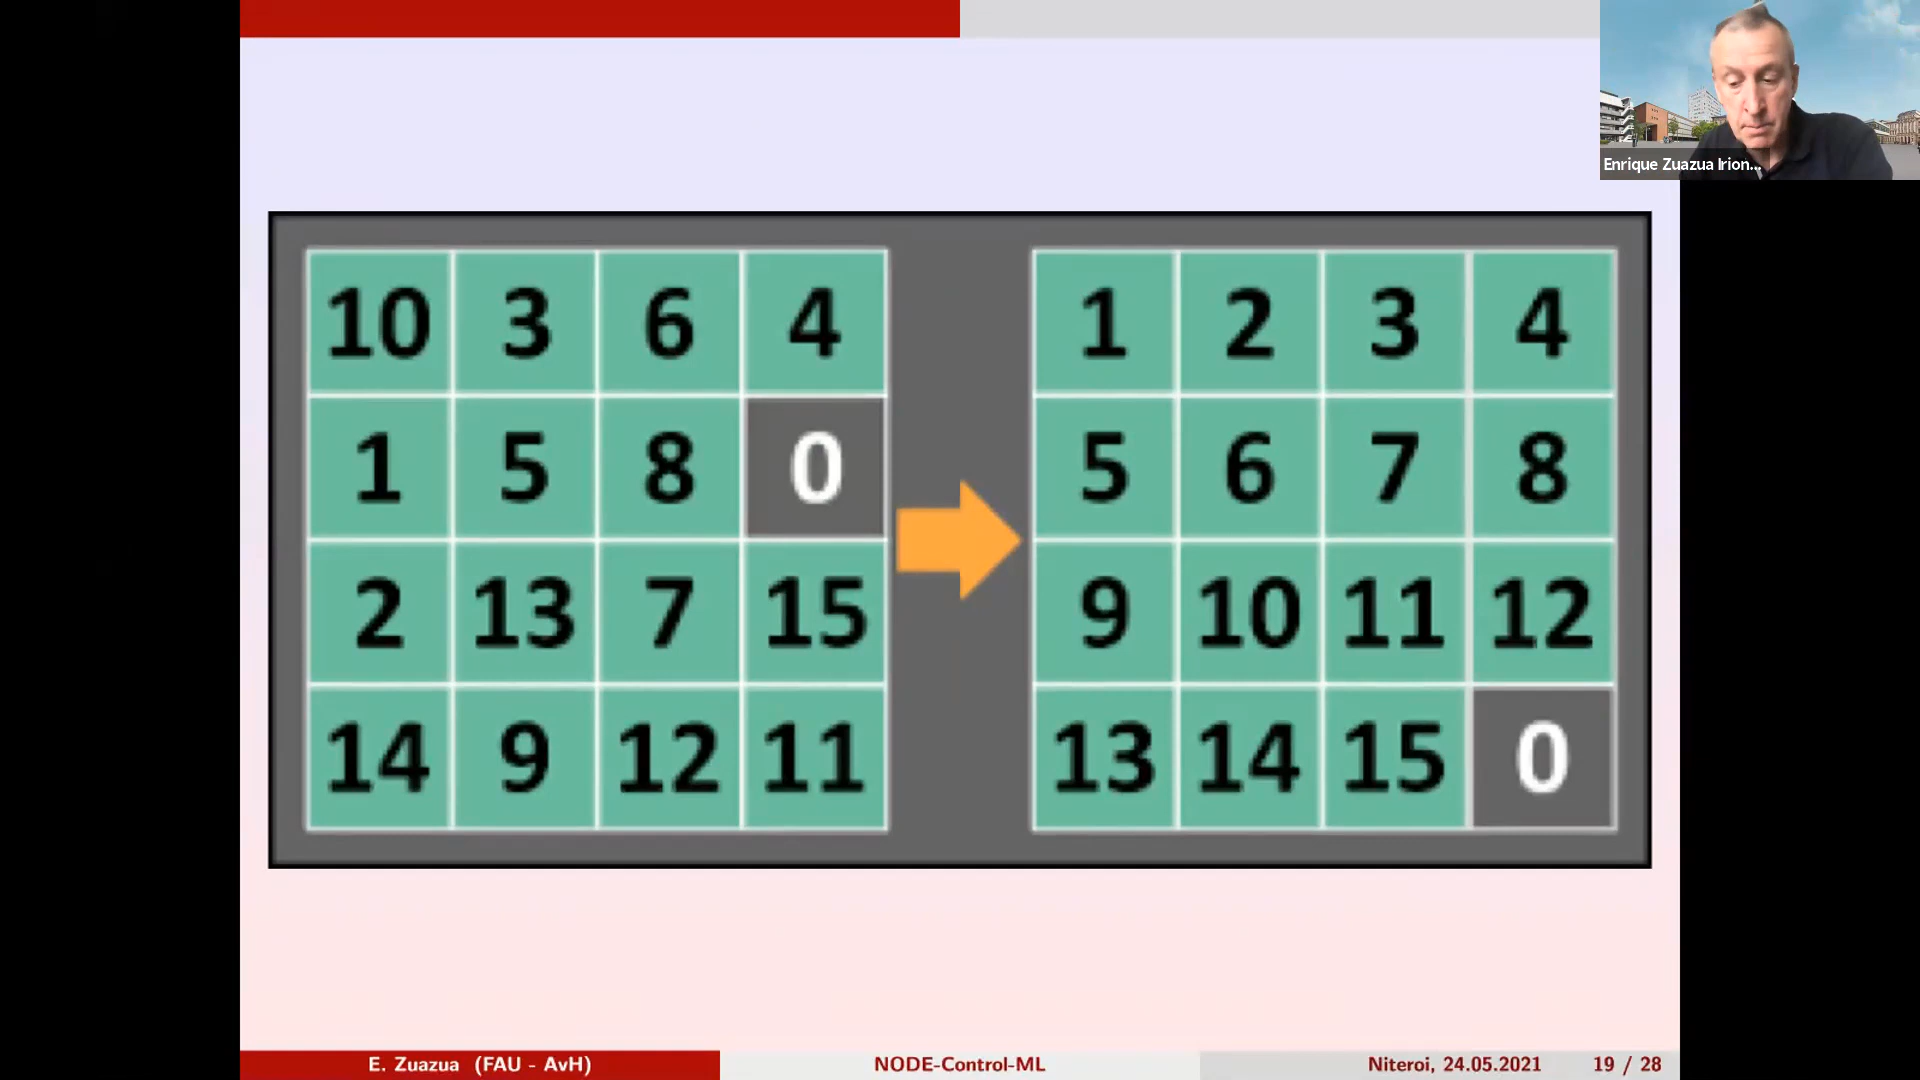 Enrique Zuazua Irion...
10 3 6 4
1 5 8 0
2 13 7 15
14 9 12 11
1 2 3 4
5 6 7 8
9 10 11 12
13 14 15 0
E. Zuazua (FAU - AvH)
NODE-Control-ML
Niteroi, 24.05.2021 19 / 28